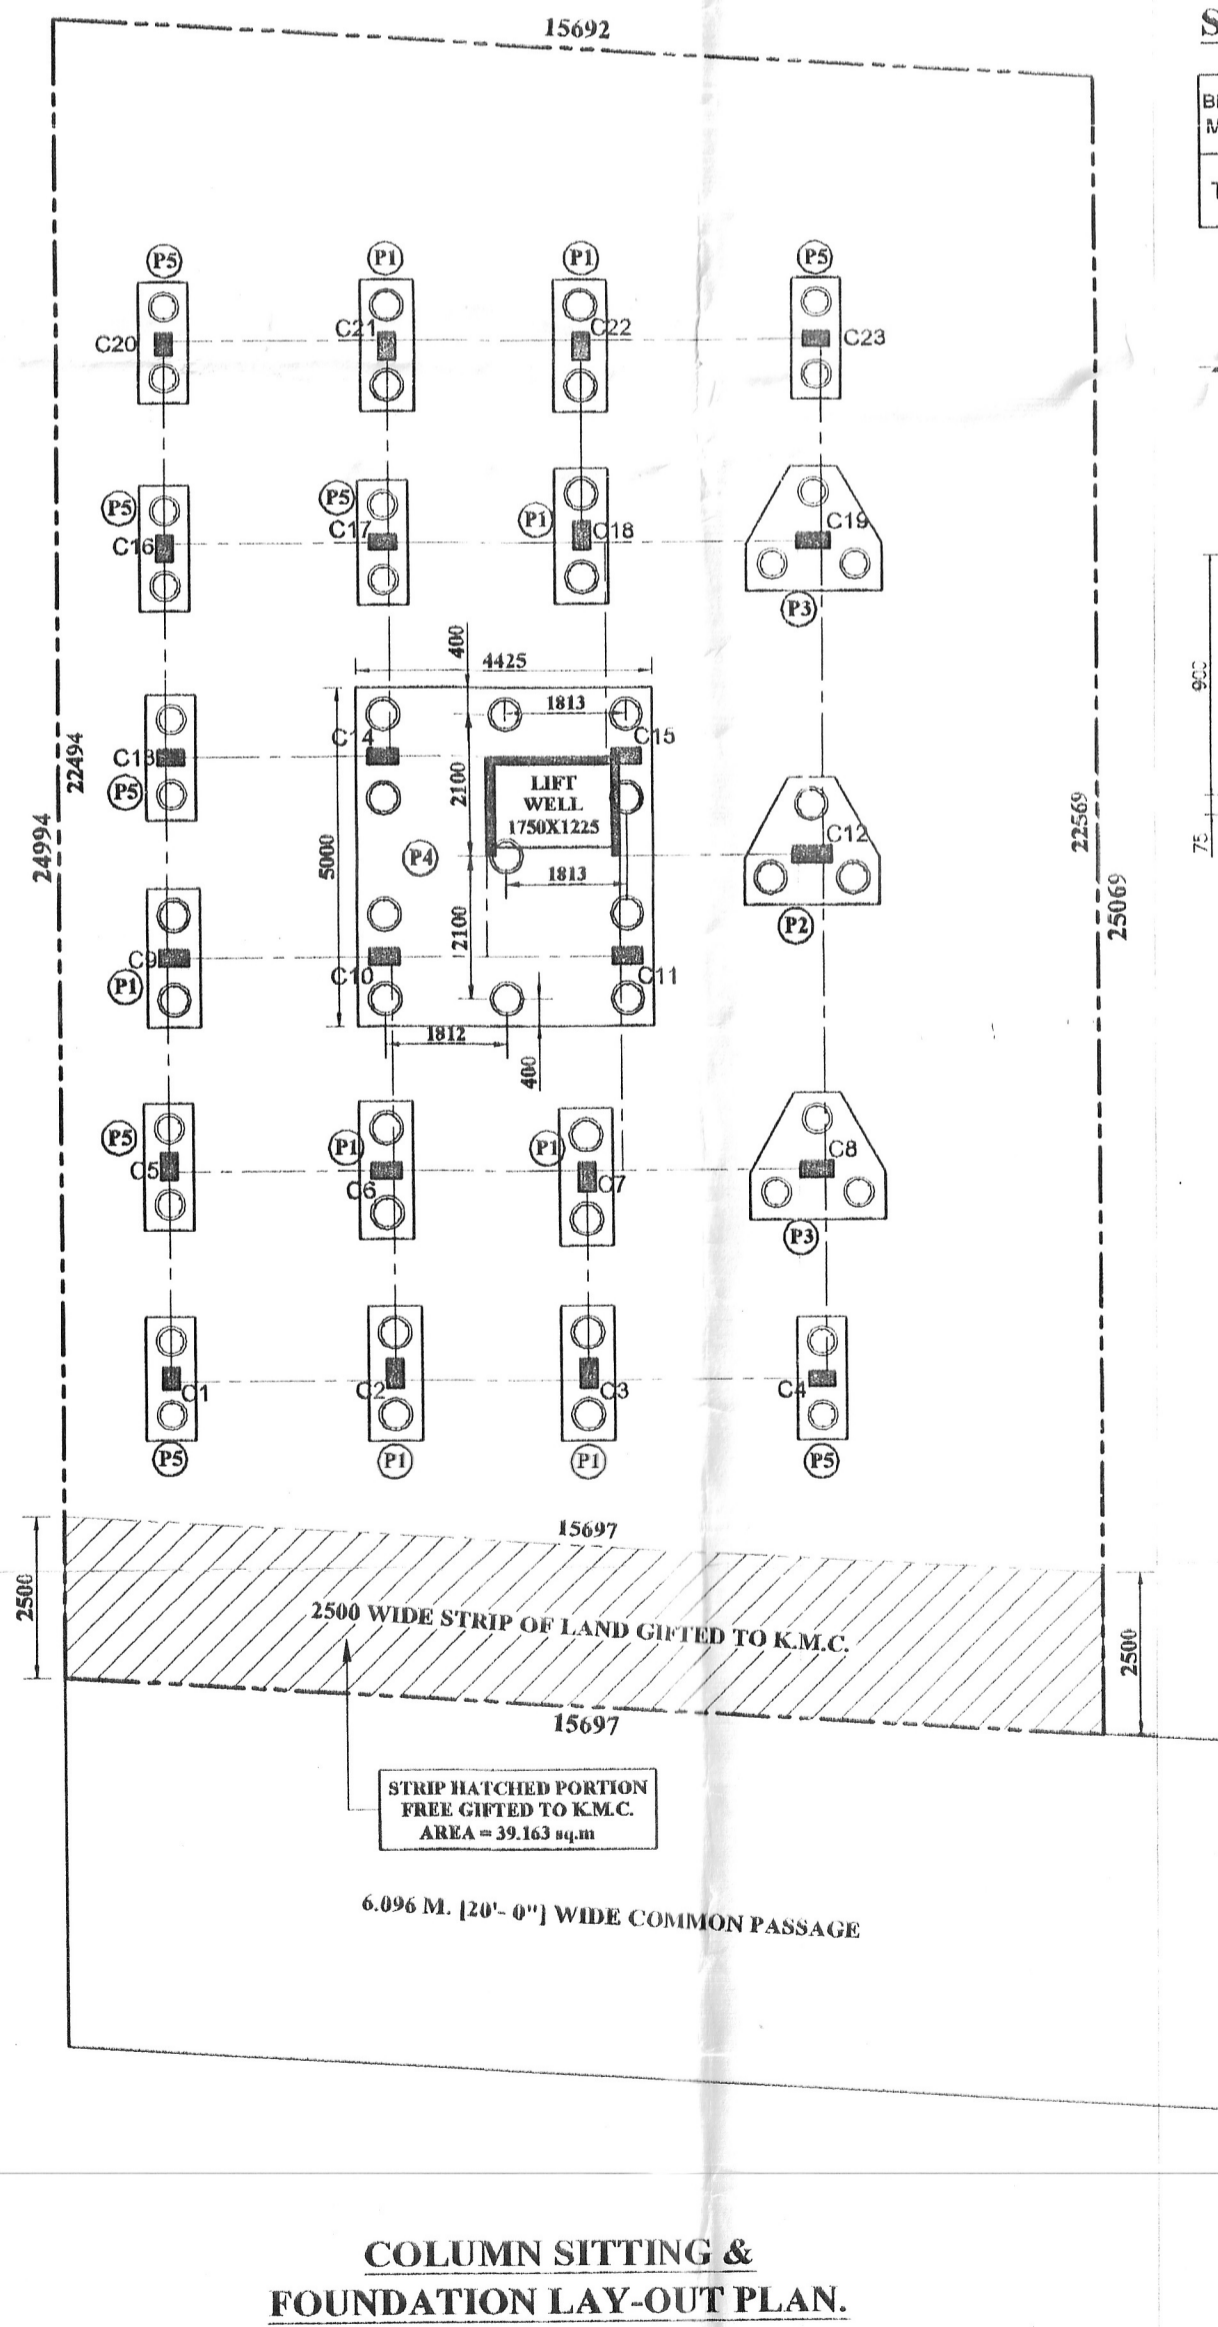 15692
S
P5
P1
P1
P5
C20
C21
C22
C23
P5
P5
P1
C16
C17
C18
C19
P3
400
4425
1813
C14
C15
C13
P5
22494
24994
2100
LIFT
WELL
1750X1225
5000
P4
1813
C12
P2
22569
25069
900
75
2100
C9
P1
C10
C11
1812
400
P5
C5
P1
C6
P1
C7
C8
P3
C1
C2
C3
C4
P5
P1
P1
P5
15697
2500
2500 WIDE STRIP OF LAND GIFTED TO K.M.C.
2500
15697
STRIP HATCHED PORTION
FREE GIFTED TO K.M.C.
AREA = 39.163 sq.m
6.096 M. [20'- 0"] WIDE COMMON PASSAGE
COLUMN SITTING &
FOUNDATION LAY-OUT PLAN.